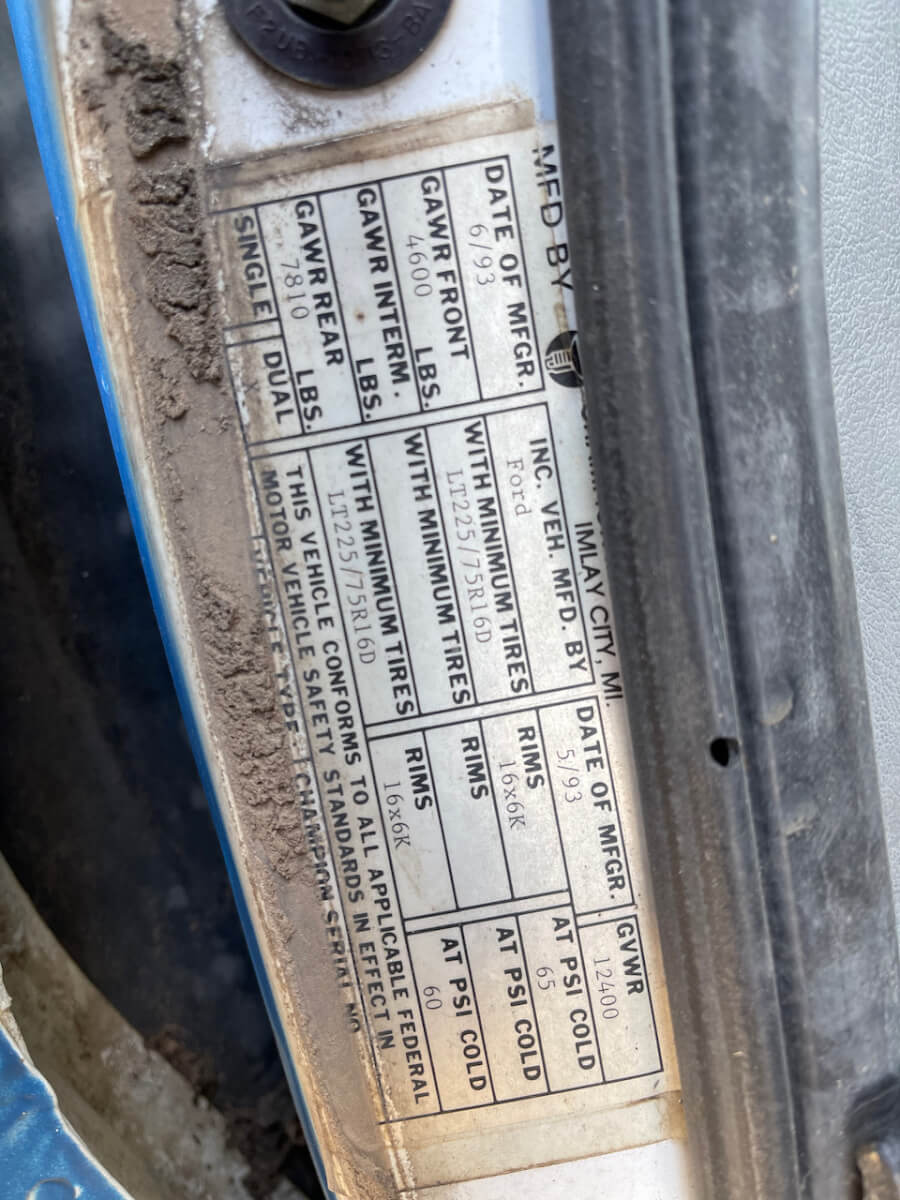 MFD BY
IMLAY CITY, MI.
DATE OF MFGR. INC. VEH. MFD. BY DATE OF MFGR. GVWR
6/93 Ford 5/93 12400
GAWR FRONT WITH MINIMUM TIRES RIMS AT PSI COLD
4600 LBS. LT225/75R16D 16x6K 65
GAWR INTERM. WITH MINIMUM TIRES RIMS AT PSI COLD
LBS.
GAWR REAR WITH MINIMUM TIRES RIMS AT PSI COLD
7810 LBS. LT225/75R16D 16x6K 60
SINGLE DUAL X
THIS VEHICLE CONFORMS TO ALL APPLICABLE FEDERAL
MOTOR VEHICLE SAFETY STANDARDS IN EFFECT IN
VEHICLE TYPE CHAMPION SERIAL NO